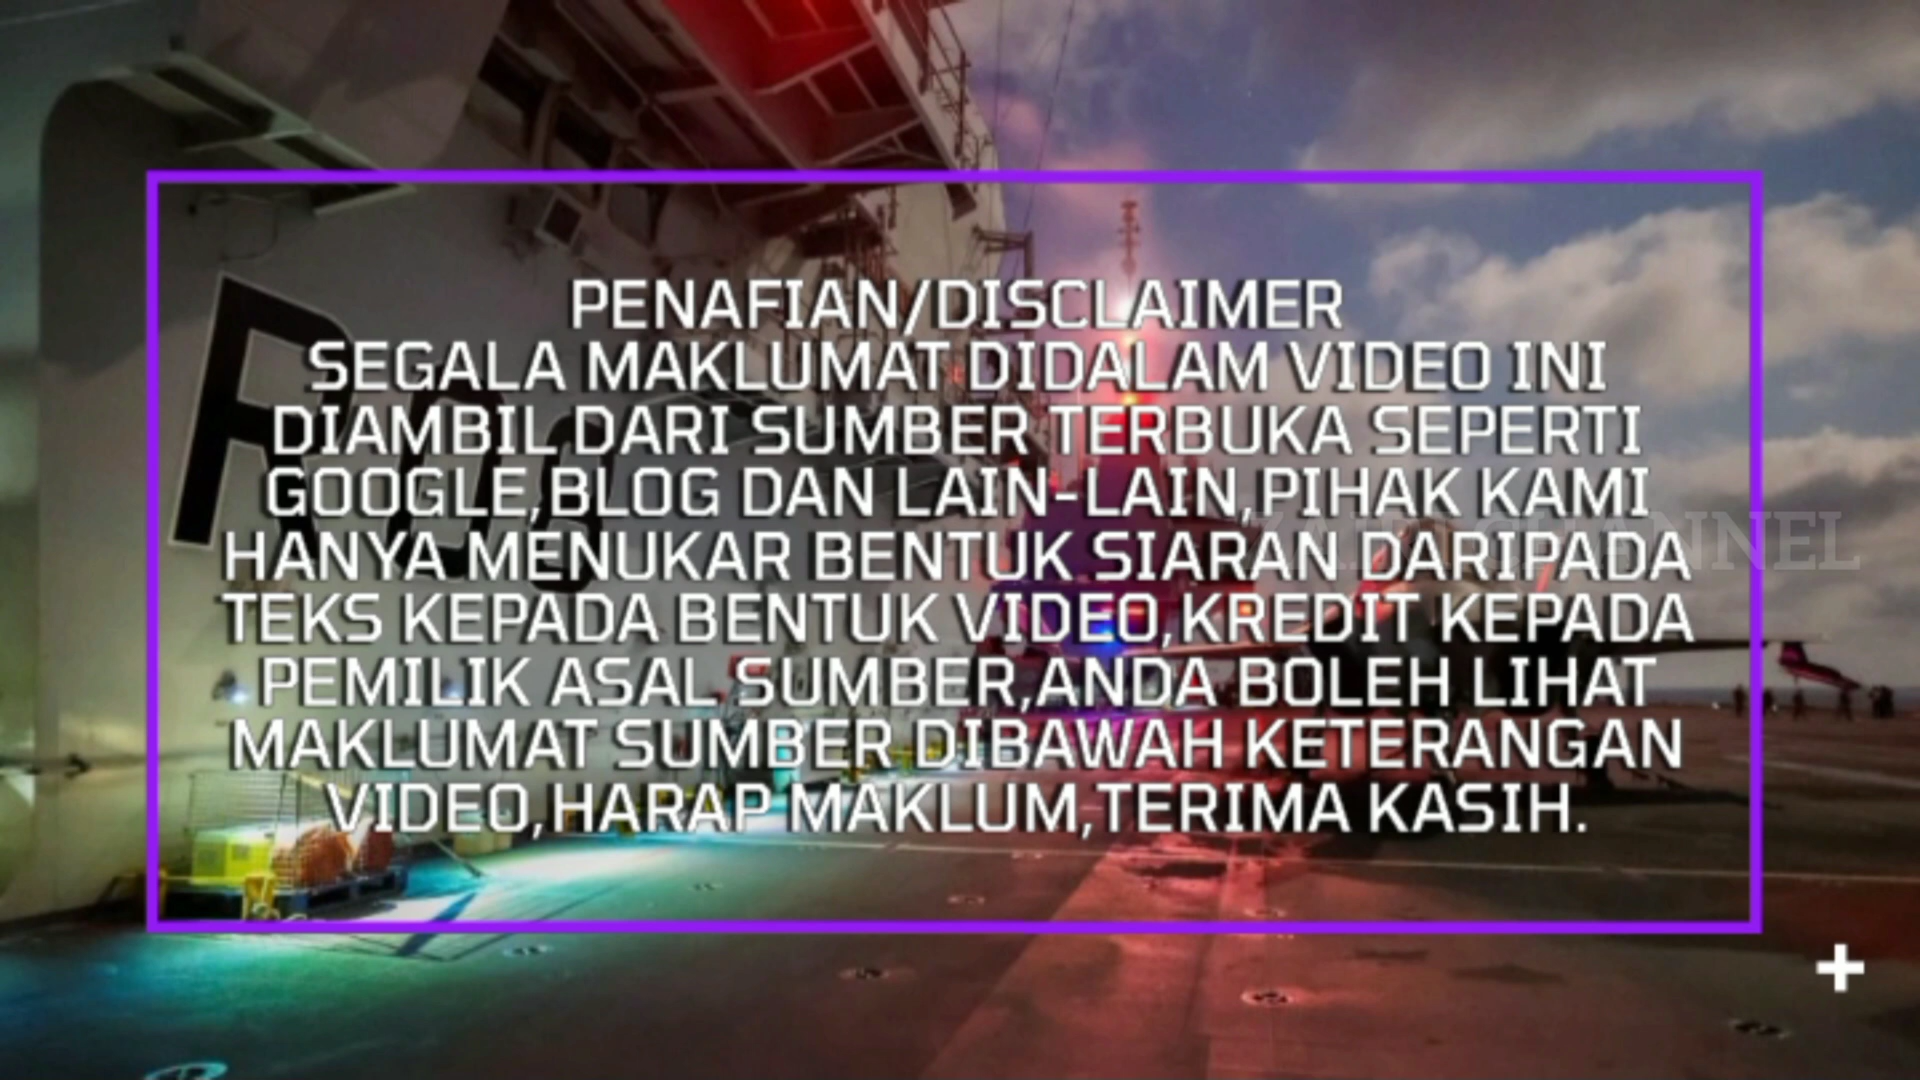 PENAFIAN/DISCLAIMER
SEGALA MAKLUMAT DIDALAM VIDEO INI
DIAMBIL DARI SUMBER TERBUKA SEPERTI
GOOGLE,BLOG DAN LAIN-LAIN,PIHAK KAMI
HANYA MENUKAR BENTUK SIARAN DARIPADA
TEKS KEPADA BENTUK VIDEO,KREDIT KEPADA
PEMILIK ASAL SUMBER,ANDA BOLEH LIHAT
MAKLUMAT SUMBER DIBAWAH KETERANGAN
VIDEO,HARAP MAKLUM,TERIMA KASIH.
CHANNEL
R09